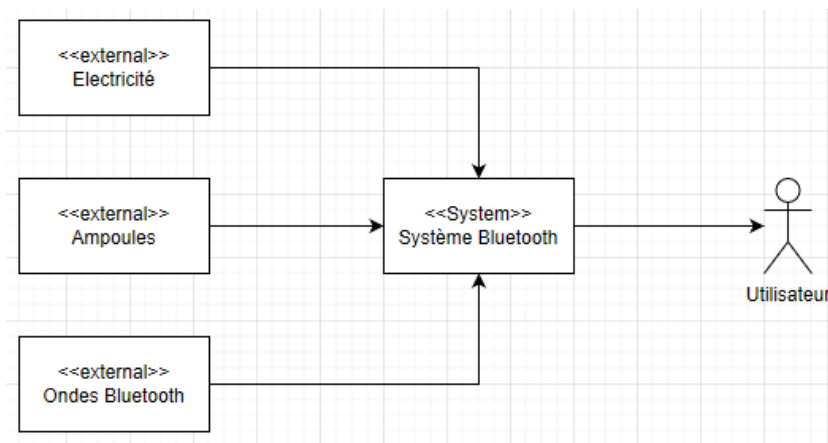 <<external>>
Electricité
<<external>>
Ampoules
<<System>>
Système Bluetooth
Utilisateur
<<external>>
Ondes Bluetooth